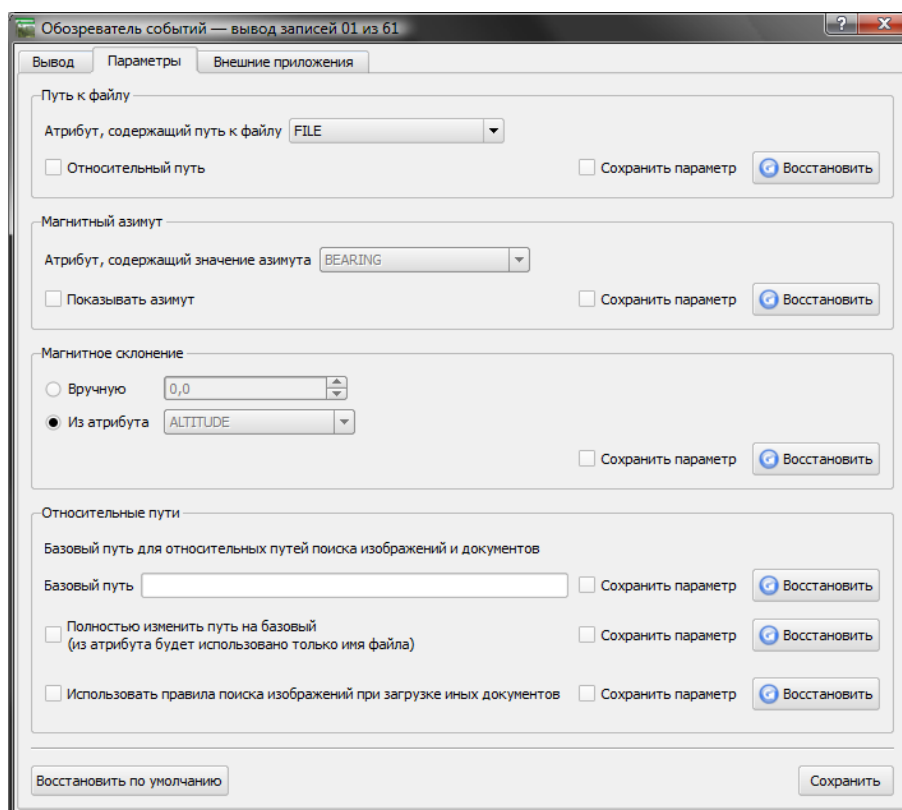 Обозреватель событий — вывод записей 01 из 61
Вывод Параметры Внешние приложения
Путь к файлу
Атрибут, содержащий путь к файлу FILE
Относительный путь Сохранить параметр Восстановить
Магнитный азимут
Атрибут, содержащий значение азимута BEARING
Показывать азимут Сохранить параметр Восстановить
Магнитное склонение
Вручную 0,0
Из атрибута ALTITUDE
Сохранить параметр Восстановить
Относительные пути
Базовый путь для относительных путей поиска изображений и документов
Базовый путь Сохранить параметр Восстановить
Полностью изменить путь на базовый
(из атрибута будет использовано только имя файла) Сохранить параметр Восстановить
Использовать правила поиска изображений при загрузке иных документов Сохранить параметр Восстановить
Восстановить по умолчанию Сохранить